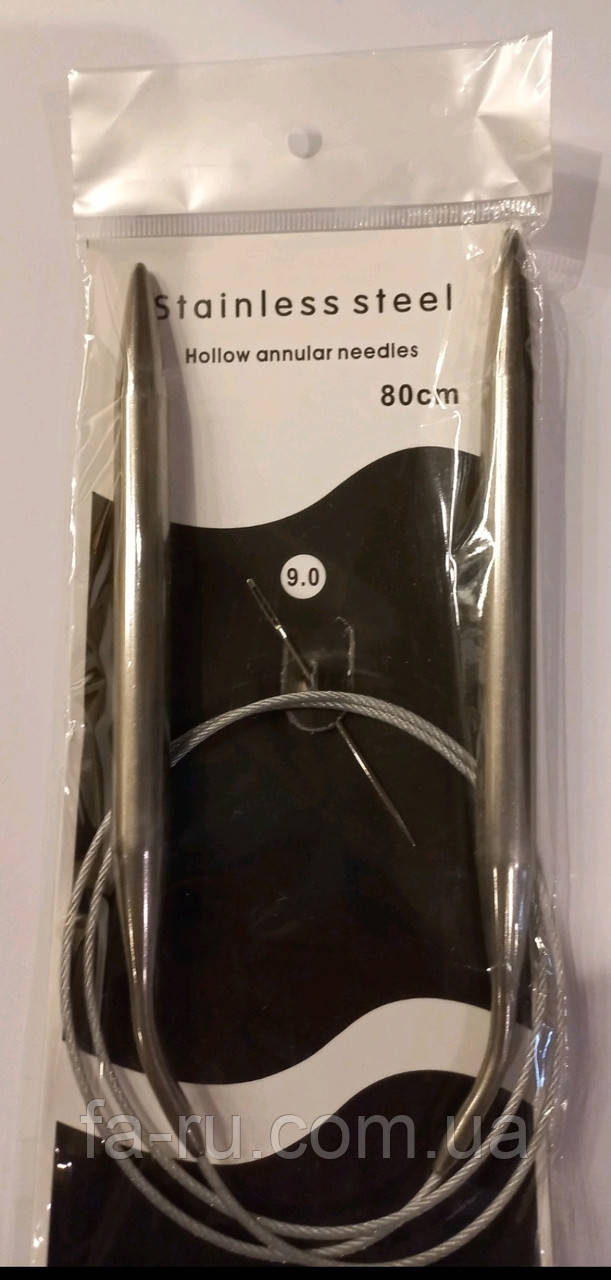 Stainless steel
Hollow annular needles
80cm
9.0
fa-ru.com.ua